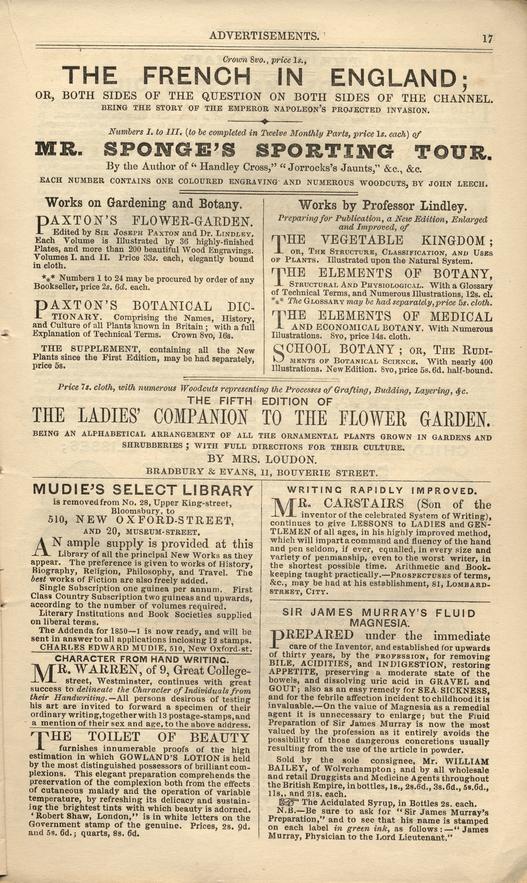 ADVERTISEMENTS.
17
Crown 8vo., price 1s.,
THE FRENCH IN ENGLAND;
OR, BOTH SIDES OF THE QUESTION ON BOTH SIDES OF THE CHANNEL.
BEING THE STORY OF THE EMPEROR NAPOLEON'S PROJECTED INVASION.
Numbers I. to III. (to be completed in Twelve Monthly Parts, price 1s. each) of
MR. SPONGE'S SPORTING TOUR.
By the Author of "Handley Cross," "Jorrocks's Jaunts," &c., &c.
EACH NUMBER CONTAINS ONE COLOURED ENGRAVING AND NUMEROUS WOODCUTS, BY JOHN LEECH.
Works on Gardening and Botany.
PAXTON'S FLOWER-GARDEN.
Edited by SIR JOSEPH PAXTON and DR. LINDLEY.
Each Volume is Illustrated by 36 highly-finished
Plates, and more than 200 beautiful Wood Engravings.
Volumes I. and II. Price 33s. each, elegantly bound
in cloth.
*** Numbers 1 to 24 may be procured by order of any
Bookseller, price 2s. 6d. each.
PAXTON'S BOTANICAL DIC-
TIONARY. Comprising the Names, History,
and Culture of all Plants known in Britain; with a full
Explanation of Technical Terms. Crown 8vo, 16s.
THE SUPPLEMENT, containing all the New
Plants since the First Edition, may be had separately,
price 5s.
Works by Professor Lindley.
Preparing for Publication, a New Edition, Enlarged
and Improved, of
THE VEGETABLE KINGDOM;
OR, THE STRUCTURE, CLASSIFICATION, AND USES
OF PLANTS. Illustrated upon the Natural System.
THE ELEMENTS OF BOTANY,
STRUCTURAL AND PHYSIOLOGICAL. With a Glossary
of Technical Terms, and Numerous Illustrations, 12s. cl.
*** The GLOSSARY may be had separately, price 5s. cloth.
THE ELEMENTS OF MEDICAL
AND ECONOMICAL BOTANY. With Numerous
Illustrations. 8vo, price 14s. cloth.
SCHOOL BOTANY; OR, THE RUDI-
MENTS OF BOTANICAL SCIENCE. With nearly 400
Illustrations. New Edition. 8vo, price 5s. 6d. half-bound.
Price 7s. cloth, with numerous Woodcuts representing the Processes of Grafting, Budding, Layering, &c.
THE FIFTH EDITION OF
THE LADIES' COMPANION TO THE FLOWER GARDEN.
BEING AN ALPHABETICAL ARRANGEMENT OF ALL THE ORNAMENTAL PLANTS GROWN IN GARDENS AND
SHRUBBERIES; WITH FULL DIRECTIONS FOR THEIR CULTURE.
BY MRS. LOUDON.
BRADBURY & EVANS, 11, BOUVERIE STREET.
MUDIE'S SELECT LIBRARY
is removed from No. 28, Upper King-street,
Bloomsbury, to
510, NEW OXFORD-STREET,
AND 20, MUSEUM-STREET.
AN ample supply is provided at this
Library of all the principal New Works as they
appear. The preference is given to works of History,
Biography, Religion, Philosophy, and Travel. The
best works of Fiction are also freely added.
Single Subscription one guinea per annum. First
Class Country Subscription two guineas and upwards,
according to the number of volumes required.
Literary Institutions and Book Societies supplied
on liberal terms.
The Addenda for 1850-1 is now ready, and will be
sent in answer to all applications inclosing 12 stamps.
CHARLES EDWARD MUDIE, 510, New Oxford-st.
CHARACTER FROM HAND WRITING.
MR. WARREN, of 9, Great College-
street, Westminster, continues with great
success to delineate the Character of Individuals from
their Handwriting.—All persons desirous of testing
his art are invited to forward a specimen of their
ordinary writing, together with 13 postage-stamps, and
a mention of their sex and age, to the above address.
THE TOILET OF BEAUTY
furnishes innumerable proofs of the high
estimation in which GOWLAND'S LOTION is held
by the most distinguished possessors of brilliant com-
plexions. This elegant preparation comprehends the
preservation of the complexion both from the effects
of cutaneous malady and the operation of variable
temperature, by refreshing its delicacy and sustain-
ing the brightest tints with which beauty is adorned.
'Robert Shaw, London,' is in white letters on the
Government stamp of the genuine. Prices, 2s. 9d.
and 5s. 6d.; quarts, 8s. 6d.
WRITING RAPIDLY IMPROVED.
MR. CARSTAIRS (Son of the
inventor of the celebrated System of Writing),
continues to give LESSONS to LADIES and GEN-
TLEMEN of all ages, in his highly improved method,
which will impart a command and fluency of the hand
and pen seldom, if ever, equalled, in every size and
variety of penmanship, even to the worst writer, in
the shortest possible time. Arithmetic and Book-
keeping taught practically.—PROSPECTUSES of terms,
&c., may be had at his establishment, 81, LOMBARD-
STREET, CITY.
SIR JAMES MURRAY'S FLUID
MAGNESIA.
PREPARED under the immediate
care of the Inventor, and established for upwards
of thirty years, by the PROFESSION, for removing
BILE, ACIDITIES, and INDIGESTION, restoring
APPETITE, preserving a moderate state of the
bowels, and dissolving uric acid in GRAVEL and
GOUT; also as an easy remedy for SEA SICKNESS,
and for the febrile affection incident to childhood it is
invaluable.—On the value of Magnesia as a remedial
agent it is unnecessary to enlarge; but the Fluid
Preparation of Sir James Murray is now the most
valued by the profession as it entirely avoids the
possibility of those dangerous concretions usually
resulting from the use of the article in powder.
Sold by the sole consignee, Mr. WILLIAM
BAILEY, of Wolverhampton; and by all wholesale
and retail Druggists and Medicine Agents throughout
the British Empire, in bottles, 1s., 2s. 6d., 3s. 6d., 5s. 6d.,
11s., and 21s. each.
The Acidulated Syrup, in Bottles 2s. each.
N.B.—Be sure to ask for "Sir James Murray's
Preparation," and to see that his name is stamped
on each label in green ink, as follows:—"James
Murray, Physician to the Lord Lieutenant."